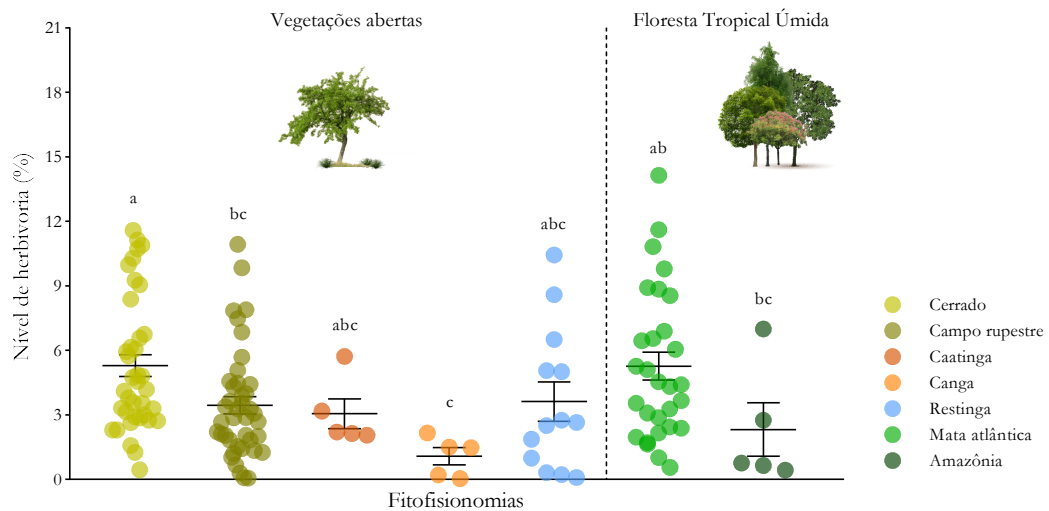 Vegetações abertas
Floresta Tropical Úmida
Nível de herbivoria (%)
21
18
15
12
9
6
3
0
a
bc
abc
c
abc
ab
bc
Fitofisionomias
Cerrado
Campo rupestre
Caatinga
Canga
Restinga
Mata atlântica
Amazônia